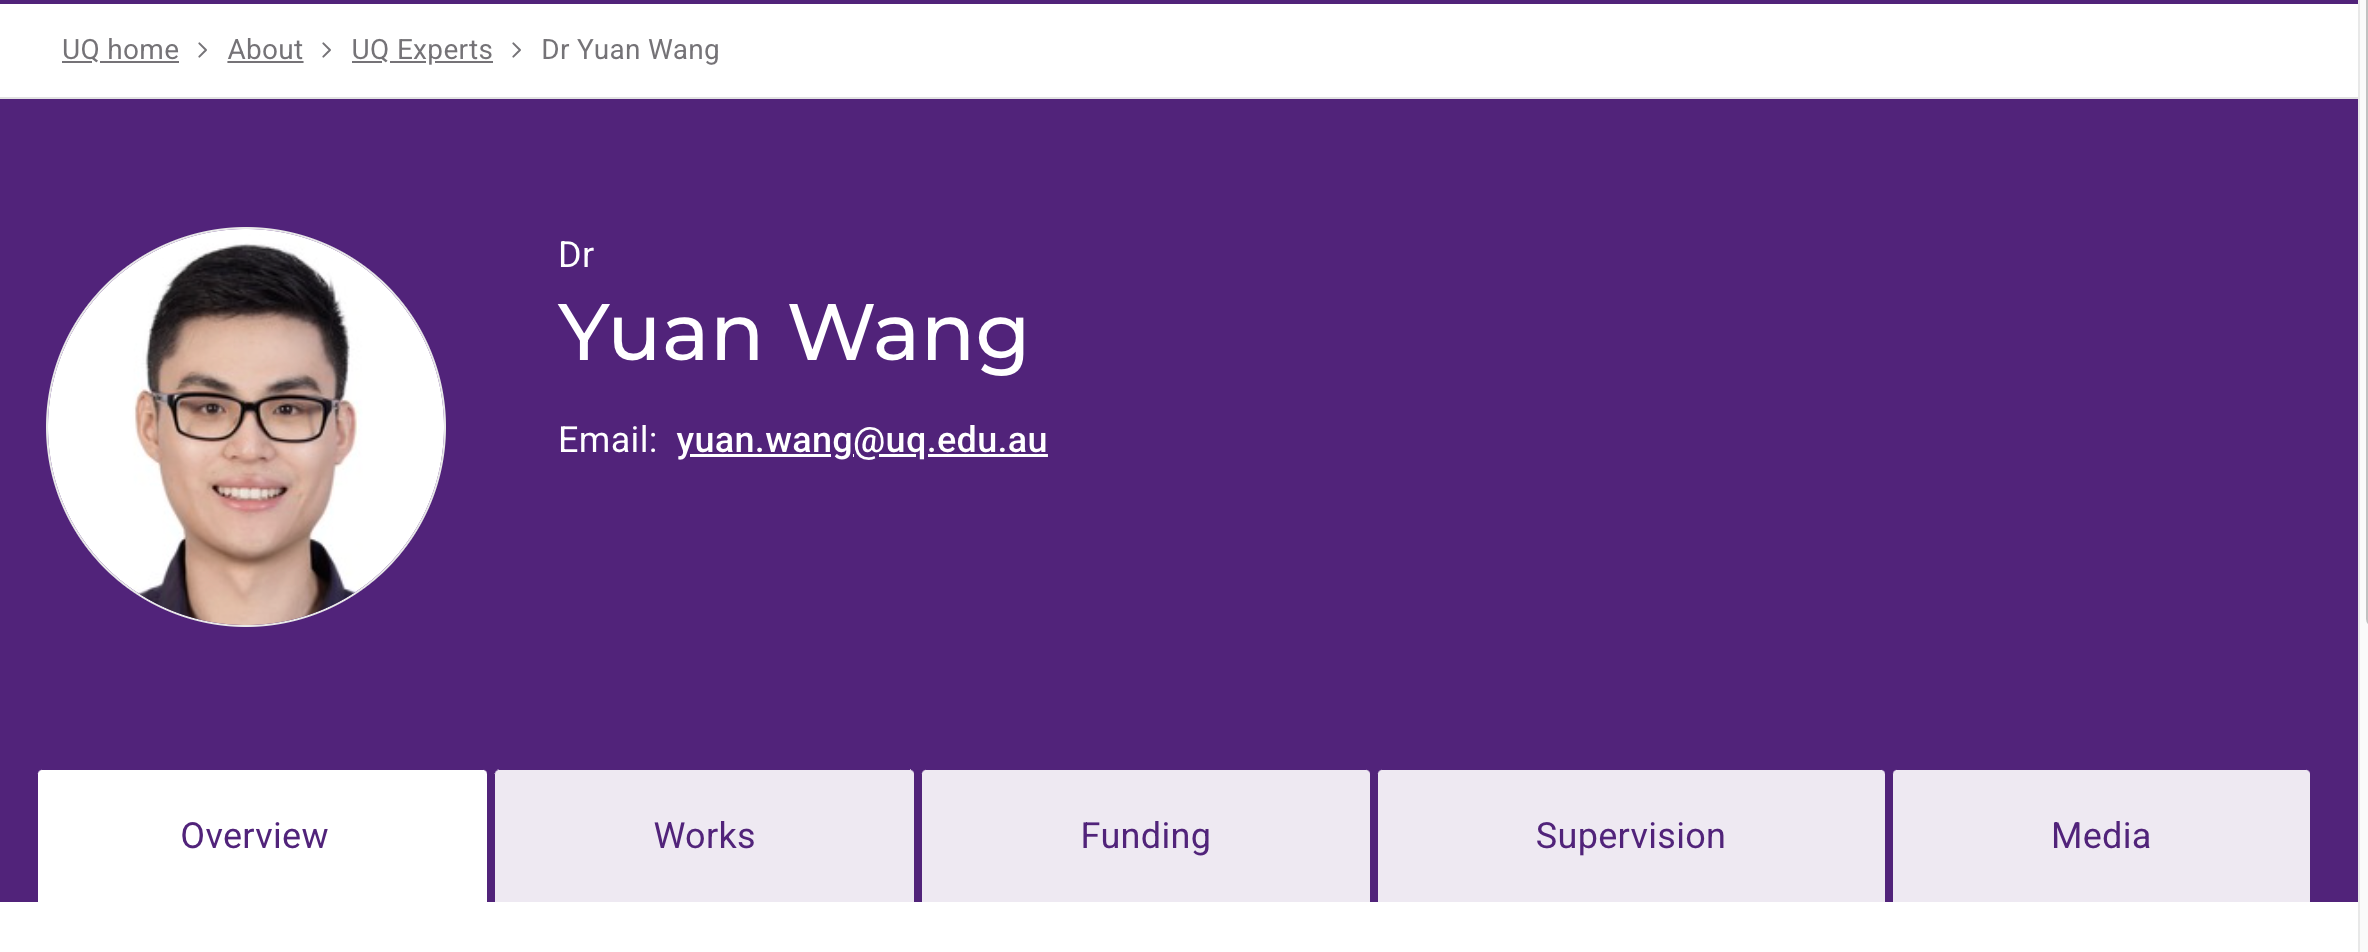 UQ home > About > UQ Experts > Dr Yuan Wang
Dr
Yuan Wang
Email: yuan.wang@uq.edu.au
Overview Works Funding Supervision Media